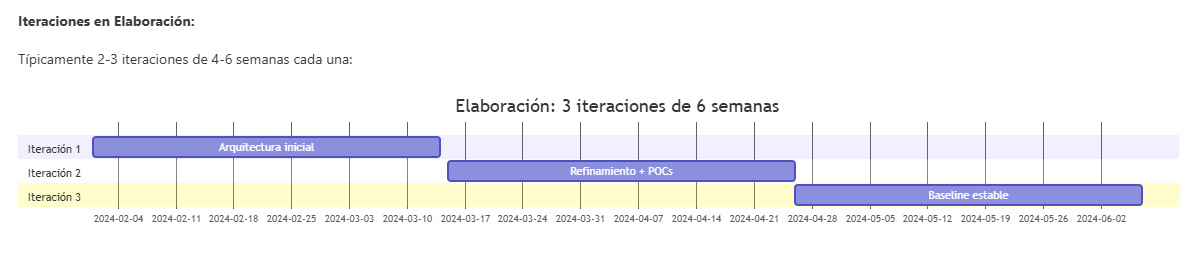 Iteraciones en Elaboración:
Típicamente 2-3 iteraciones de 4-6 semanas cada una:
Elaboración: 3 iteraciones de 6 semanas
Iteración 1 Arquitectura inicial
Iteración 2 Refinamiento + POCs
Iteración 3 Baseline estable
2024-02-04 2024-02-11 2024-02-18 2024-02-25 2024-03-03 2024-03-10 2024-03-17 2024-03-24 2024-03-31 2024-04-07 2024-04-14 2024-04-21 2024-04-28 2024-05-05 2024-05-12 2024-05-19 2024-05-26 2024-06-02